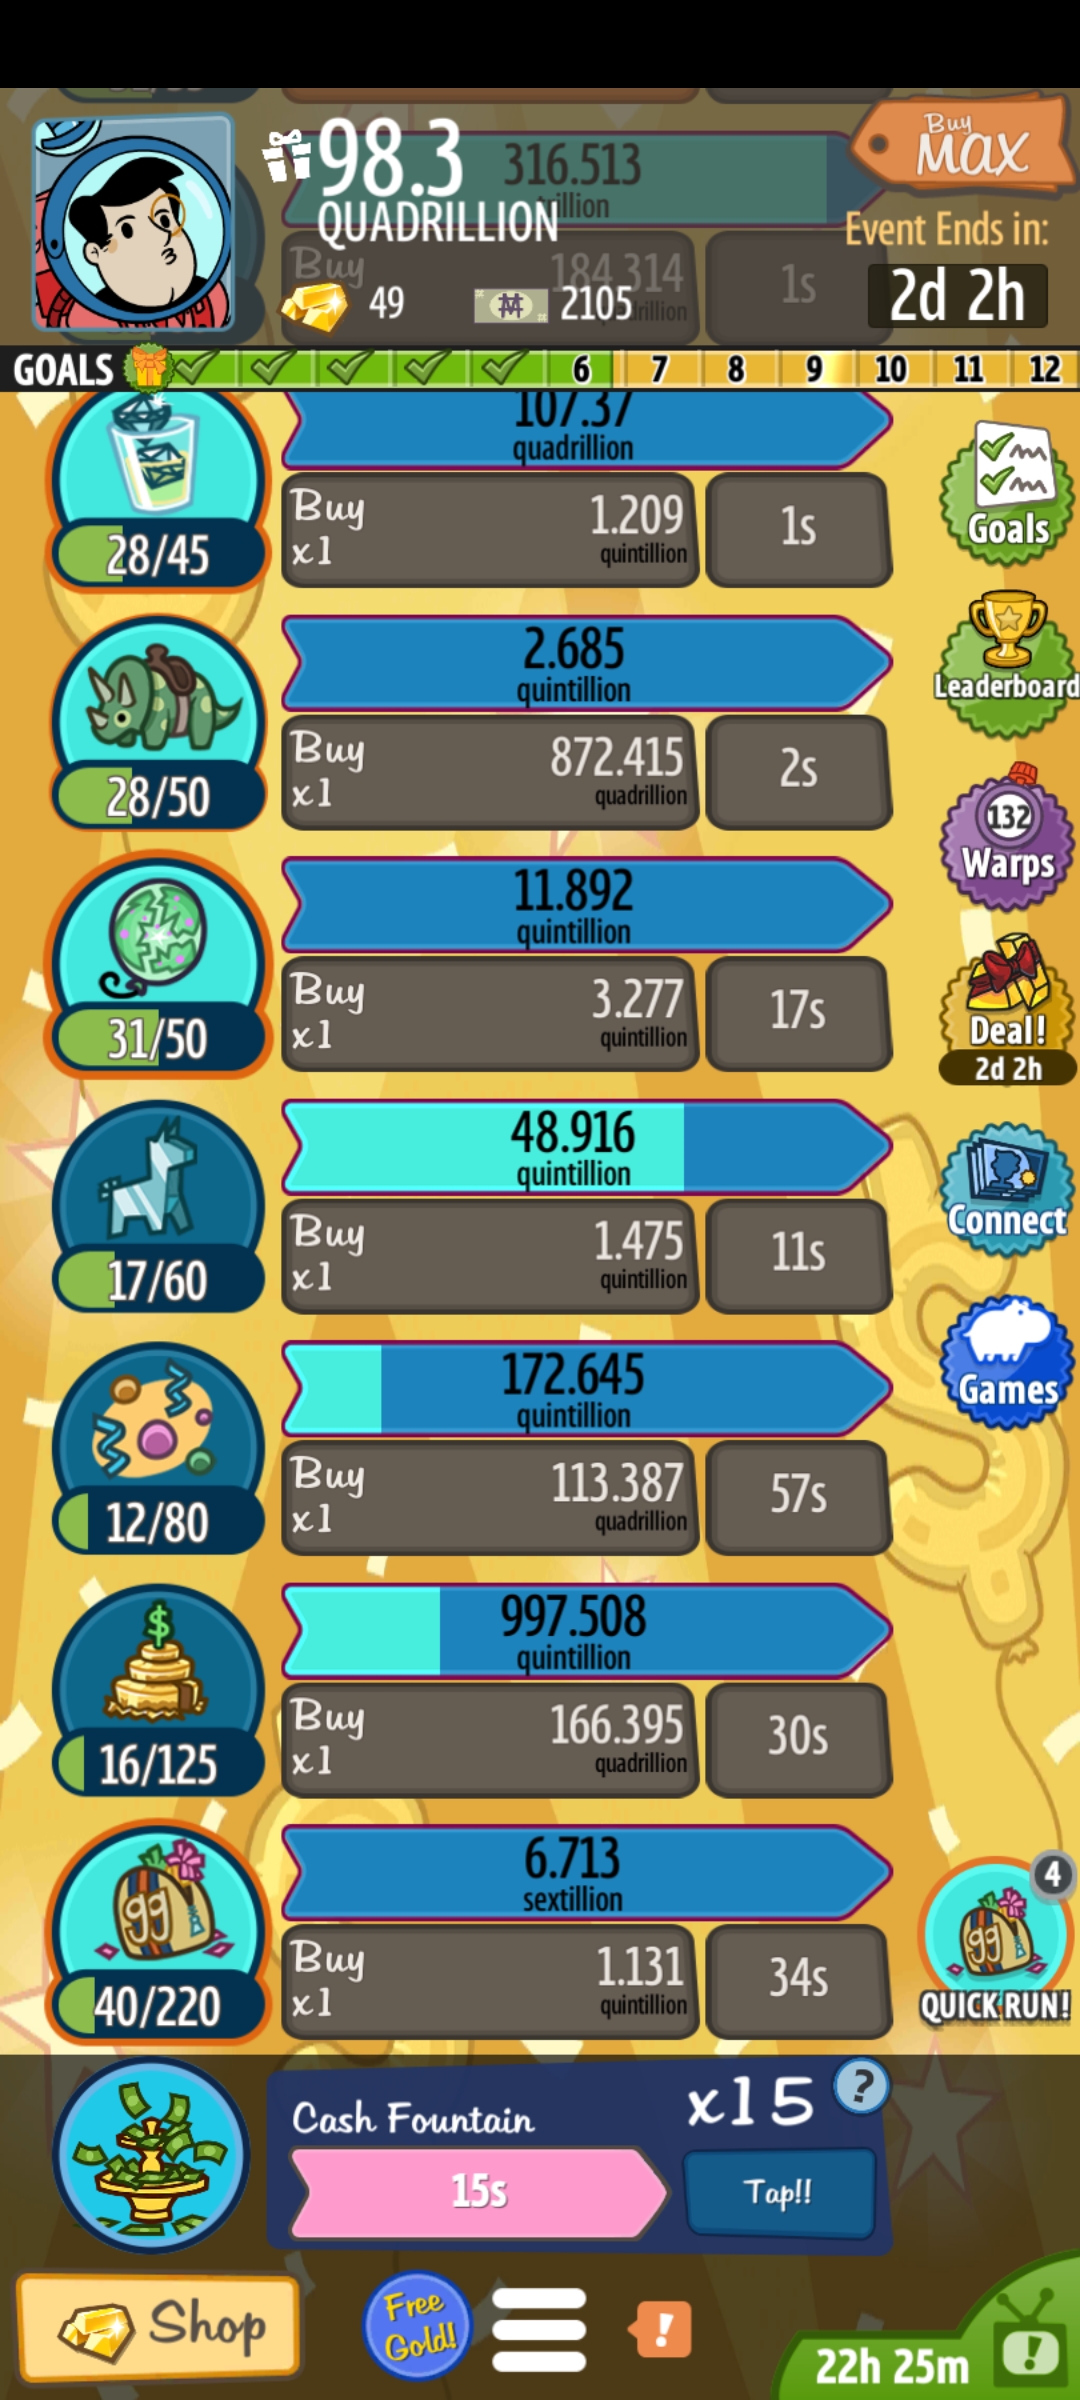 98.3
QUADRILLION
316.513
trillion
Buy
184.314
49
2105
1s
Buy
MAX
Event Ends in:
2d 2h
GOALS 6 7 8 9 10 11 12
107.37
quadrillion
28/45
Buy
x1
1.209
quintillion
1s
Goals
2.685
quintillion
28/50
Buy
x1
872.415
quadrillion
2s
Leaderboard
132
Warps
11.892
quintillion
31/50
Buy
x1
3.277
quintillion
17s
Deal!
2d 2h
48.916
quintillion
17/60
Buy
x1
1.475
quintillion
11s
Connect
172.645
quintillion
12/80
Buy
x1
113.387
quadrillion
57s
Games
997.508
quintillion
16/125
Buy
x1
166.395
quadrillion
30s
$
6.713
sextillion
gg
40/220
Buy
x1
1.131
quintillion
34s
4
gg
QUICK RUN!
Cash Fountain
x15
?
15s
Tap!!
Shop
Free
Gold!
!
22h 25m
!